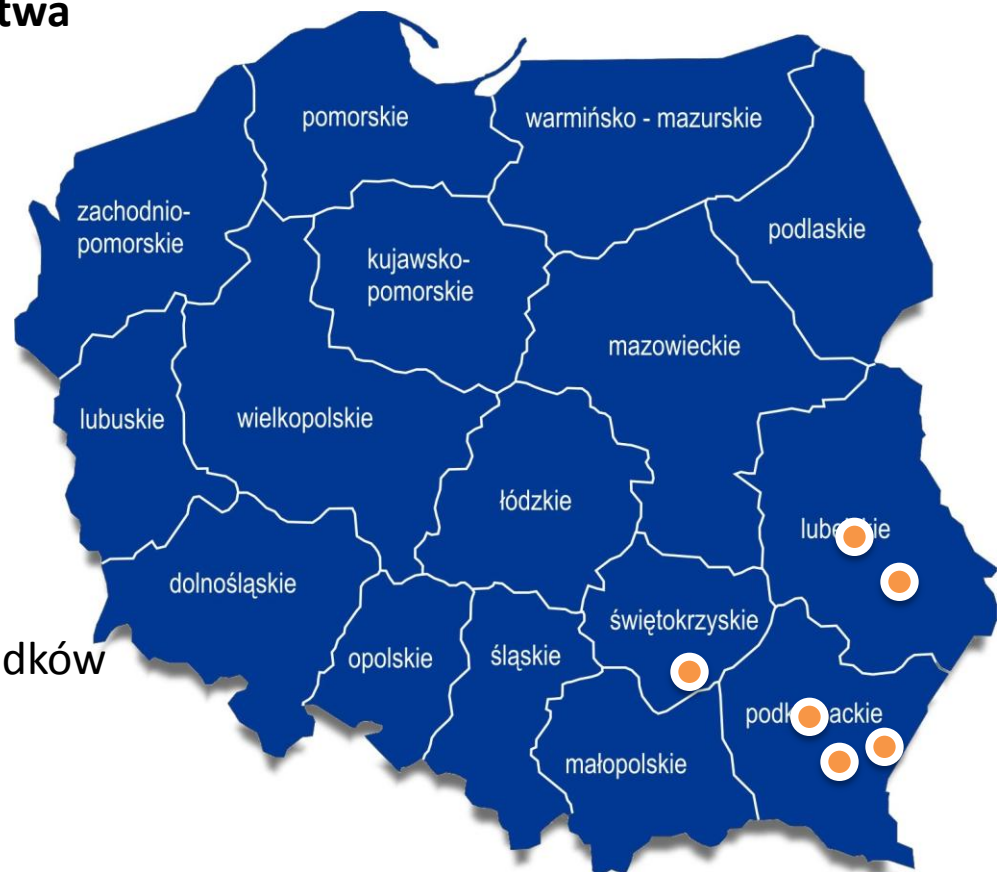 twa
pomorskie
warmińsko - mazurskie
zachodnio-
pomorskie
podlaskie
kujawsko-
pomorskie
mazowieckie
lubuskie
wielkopolskie
łódzkie
dolnośląskie
świętokrzyskie
dków
opolskie
śląskie
małopolskie